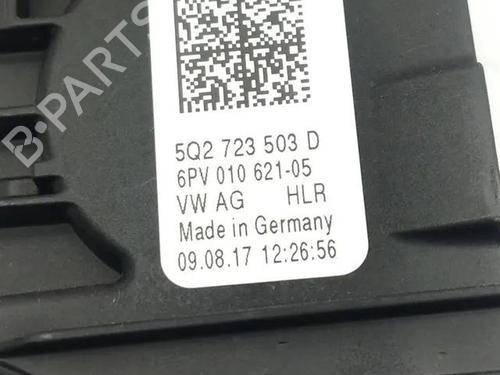 B-PARTS
5Q2 723 503 D
6PV 010 621-05
VW AG HLR
Made in Germany
09.08.17 12:26:56